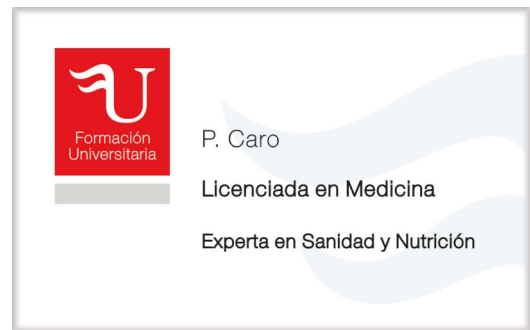 U
Formación
Universitaria
P. Caro
Licenciada en Medicina
Experta en Sanidad y Nutrición